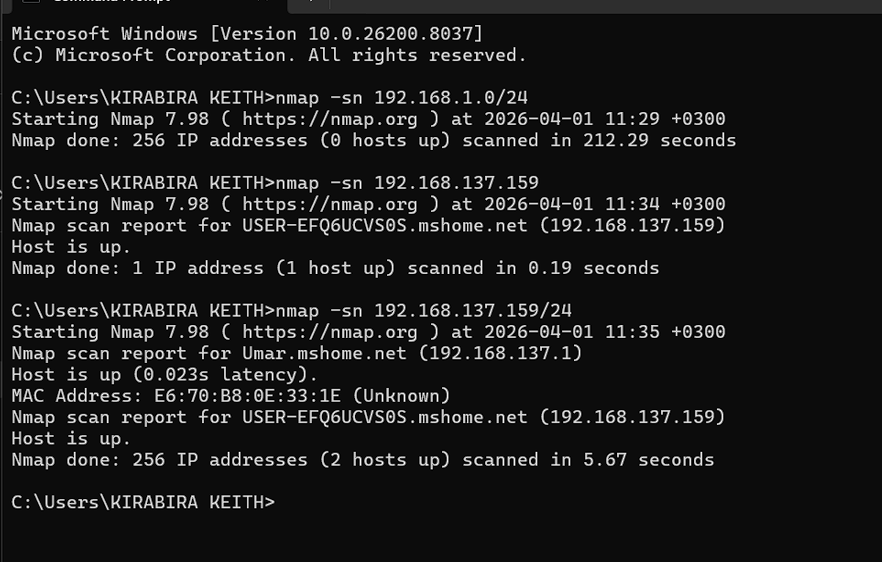 Microsoft Windows [Version 10.0.26200.8037]
(c) Microsoft Corporation. All rights reserved.
C:\Users\KIRABIRA KEITH>nmap -sn 192.168.1.0/24
Starting Nmap 7.98 ( https://nmap.org ) at 2026-04-01 11:29 +0300
Nmap done: 256 IP addresses (0 hosts up) scanned in 212.29 seconds
C:\Users\KIRABIRA KEITH>nmap -sn 192.168.137.159
Starting Nmap 7.98 ( https://nmap.org ) at 2026-04-01 11:34 +0300
Nmap scan report for USER-EFQ6UCVS0S.mshome.net (192.168.137.159)
Host is up.
Nmap done: 1 IP address (1 host up) scanned in 0.19 seconds
C:\Users\KIRABIRA KEITH>nmap -sn 192.168.137.159/24
Starting Nmap 7.98 ( https://nmap.org ) at 2026-04-01 11:35 +0300
Nmap scan report for Umar.mshome.net (192.168.137.1)
Host is up (0.023s latency).
MAC Address: E6:70:B8:0E:33:1E (Unknown)
Nmap scan report for USER-EFQ6UCVS0S.mshome.net (192.168.137.159)
Host is up.
Nmap done: 256 IP addresses (2 hosts up) scanned in 5.67 seconds
C:\Users\KIRABIRA KEITH>